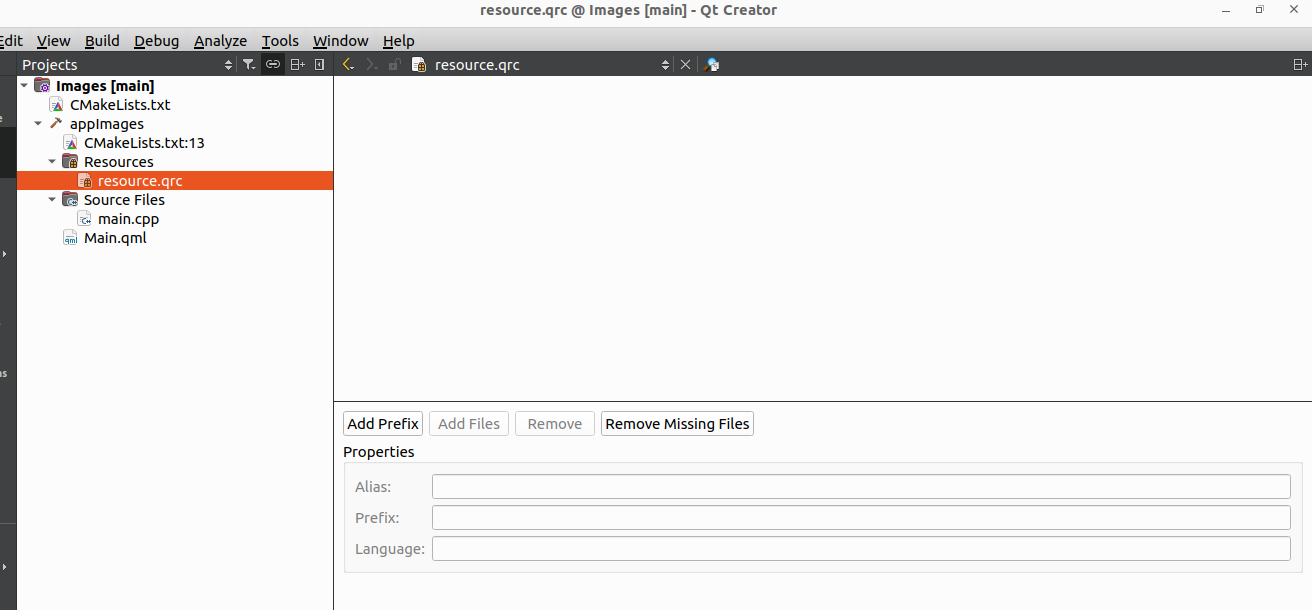 resource.qrc @ Images [main] - Qt Creator
Edit View Build Debug Analyze Tools Window Help
Projects
resource.qrc
Images [main]
CMakeLists.txt
appImages
CMakeLists.txt:13
Resources
resource.qrc
Source Files
main.cpp
Main.qml
Add Prefix Add Files Remove Remove Missing Files
Properties
Alias:
Prefix:
Language: